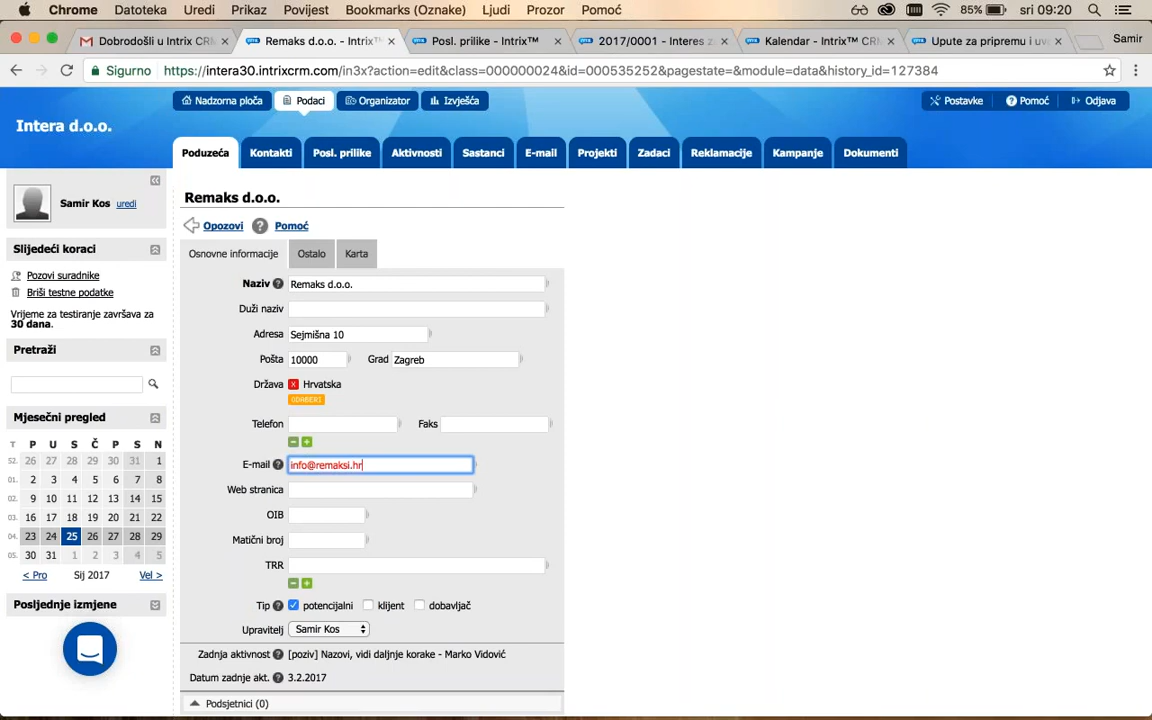 Chrome Datoteka Uredi Prikaz Povijest Bookmarks (Oznake) Ljudi Prozor Pomoć 85% sri 09:20
Dobrodošli u Intrix CRM Remaks d.o.o. - Intrix™ Posl. prilike - Intrix™ 2017/0001 - Interes z Kalendar - Intrix™ CRM Upute za pripremu i uv Samir
Sigurno https://intera30.intrixcrm.com/in3x?action=edit&class=000000024&id=000535252&pagestate=&module=data&history_id=127384
Nadzorna ploča Podaci Organizator Izvješća Postavke Pomoć Odjava
Intera d.o.o.
Poduzeća Kontakti Posl. prilike Aktivnosti Sastanci E-mail Projekti Zadaci Reklamacije Kampanje Dokumenti
Samir Kos uredi
Slijedeći koraci
Pozovi suradnike
Briši testne podatke
Vrijeme za testiranje završava za
30 dana.
Pretraži
Mjesečni pregled
T P U S Č P S N
52. 26 27 28 29 30 31 1
01. 2 3 4 5 6 7 8
02. 9 10 11 12 13 14 15
03. 16 17 18 19 20 21 22
04. 23 24 25 26 27 28 29
05. 30 31 1 2 3 4 5
< Pro Sij 2017 Vel >
Posljednje izmjene
Remaks d.o.o.
Opozovi Pomoć
Osnovne informacije Ostalo Karta
Naziv Remaks d.o.o.
Duži naziv
Adresa Sejmišna 10
Pošta 10000 Grad Zagreb
Država X Hrvatska
ODABERI
Telefon Faks
E-mail info@remaksi.hr
Web stranica
OIB
Matični broj
TRR
Tip potencijalni klijent dobavljač
Upravitelj Samir Kos
Zadnja aktivnost [poziv] Nazovi, vidi daljnje korake - Marko Vidović
Datum zadnje akt. 3.2.2017
Podsjetnici (0)